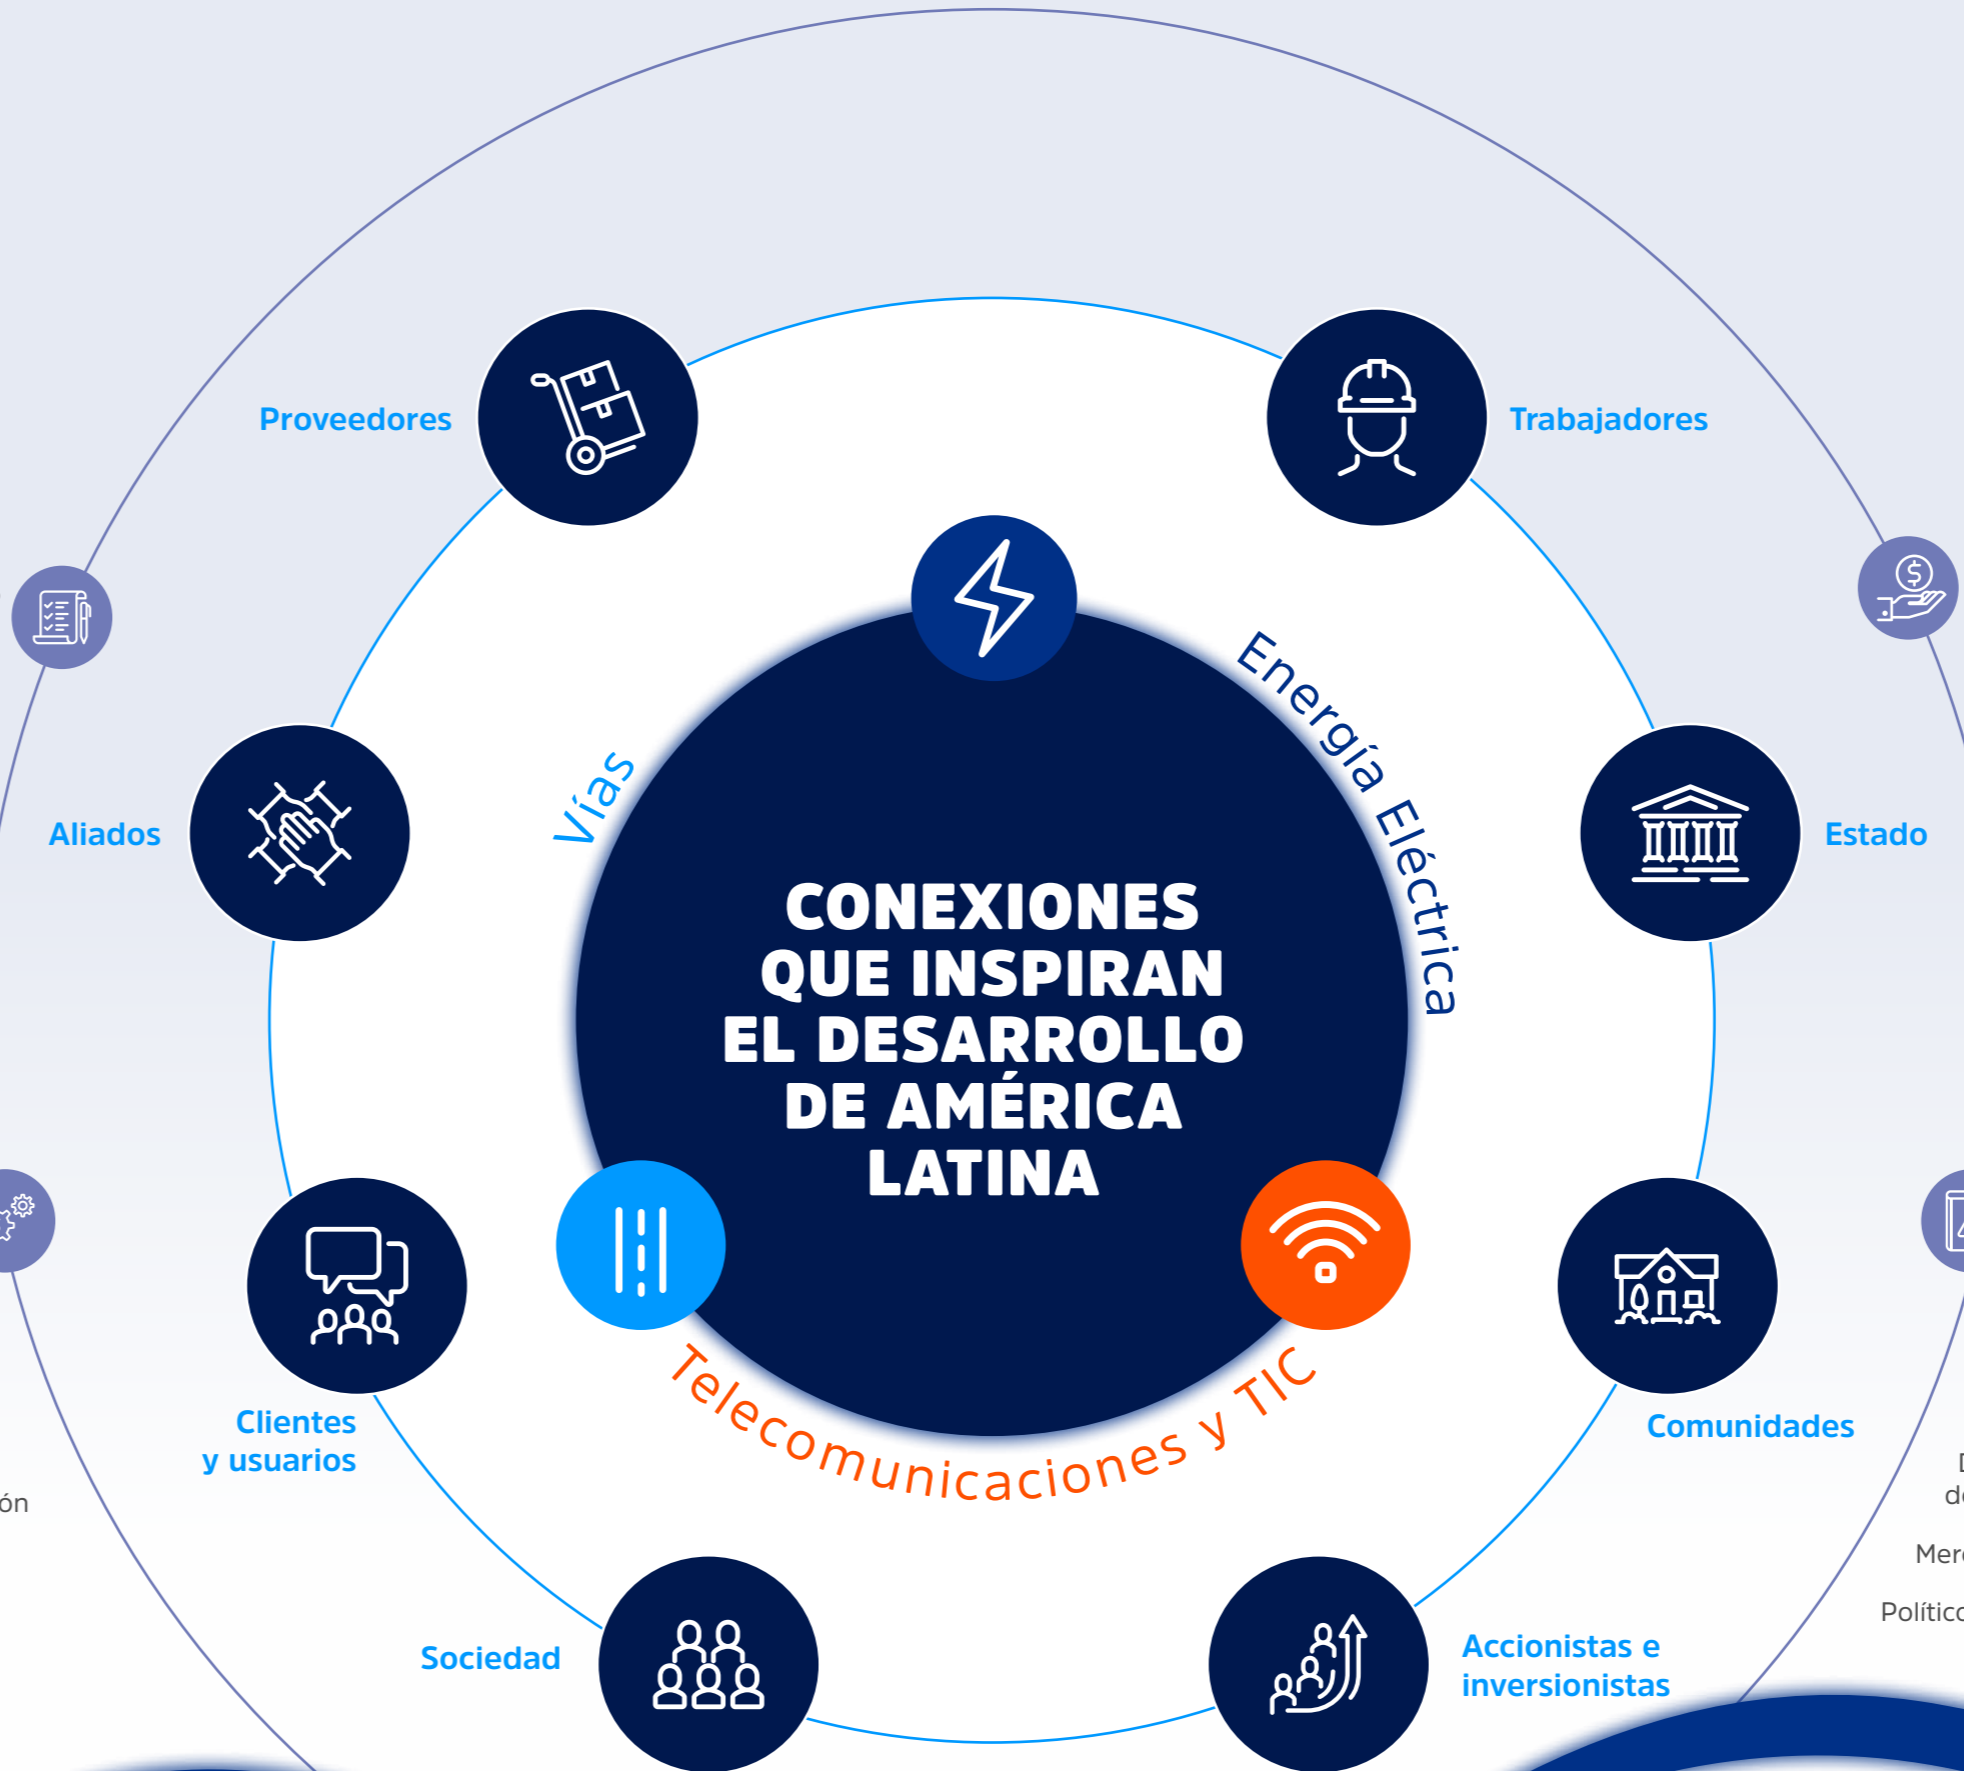 Proveedores
Trabajadores
Aliados
Estado
Vías
Energía Eléctrica
CONEXIONES
QUE INSPIRAN
EL DESARROLLO
DE AMÉRICA
LATINA
Telecomunicaciones y TIC
Clientes
y usuarios
Comunidades
Sociedad
Accionistas e
inversionistas